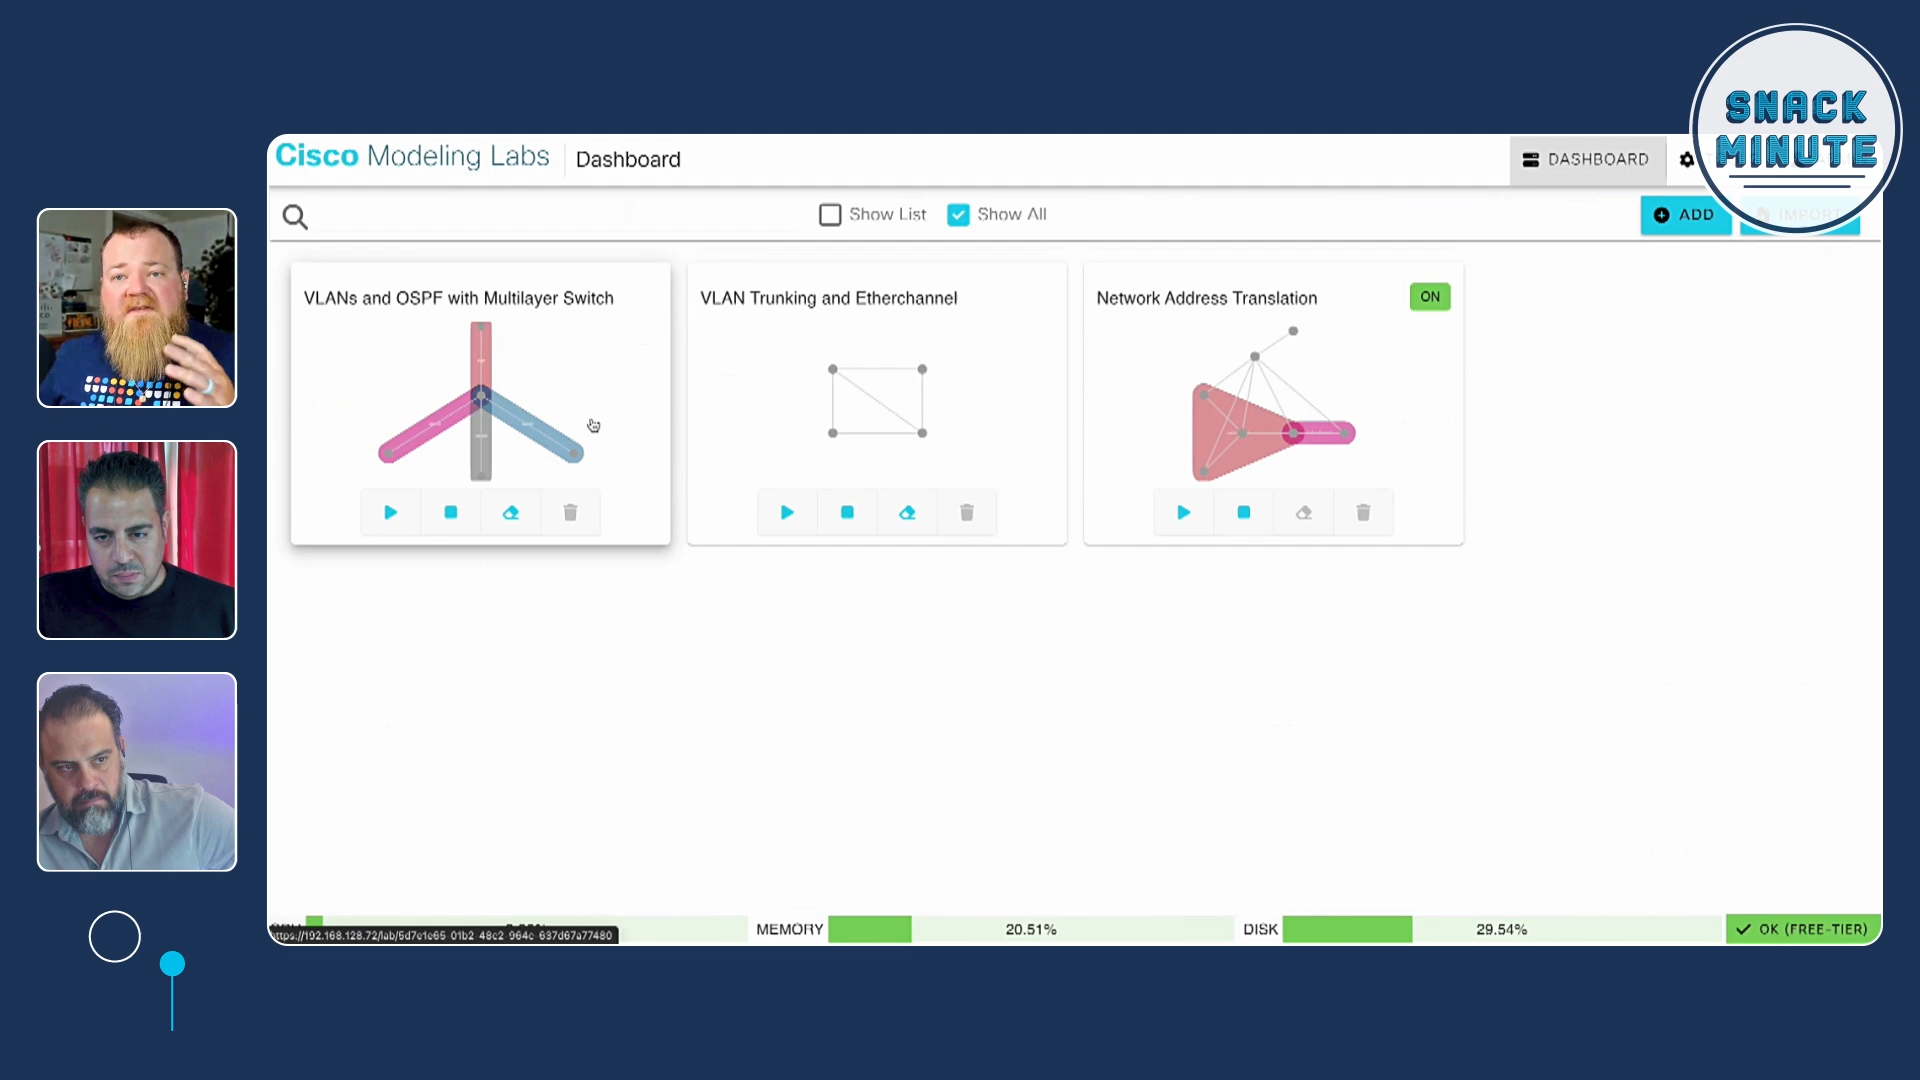 SNACK
MINUTE
Cisco Modeling Labs
Dashboard
DASHBOARD
Show List
Show All
ADD
IMPORT
VLANs and OSPF with Multilayer Switch
VLAN Trunking and Etherchannel
Network Address Translation
ON
MEMORY
20.51%
DISK
29.54%
OK (FREE-TIER)